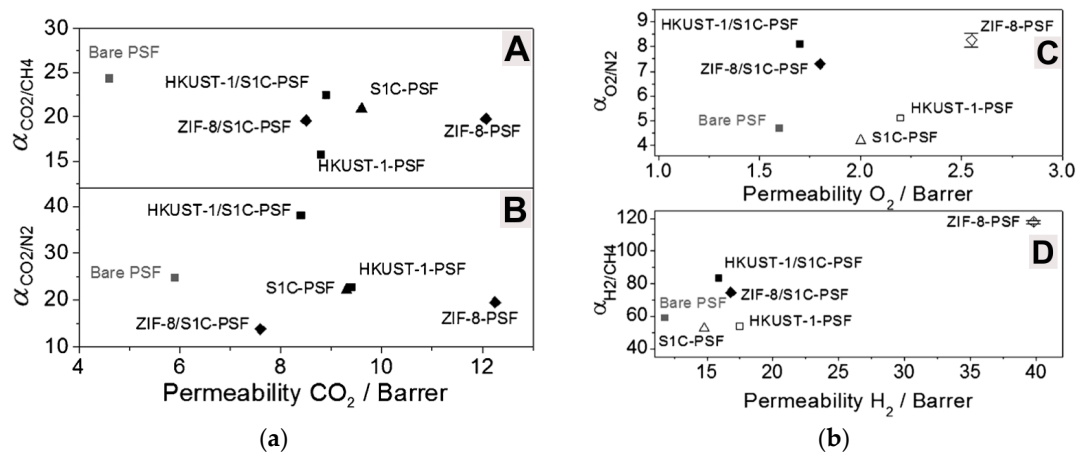 30
25
20
15
α CO2/CH4
A
Bare PSF
HKUST-1/S1C-PSF
S1C-PSF
ZIF-8/S1C-PSF
ZIF-8-PSF
HKUST-1-PSF
40
30
20
10
α CO2/N2
B
HKUST-1/S1C-PSF
Bare PSF
HKUST-1-PSF
S1C-PSF
ZIF-8/S1C-PSF
ZIF-8-PSF
4 6 8 10 12
Permeability CO2 / Barrer
(a)
9
8
7
6
5
4
α O2/N2
C
HKUST-1/S1C-PSF
ZIF-8-PSF
ZIF-8/S1C-PSF
HKUST-1-PSF
Bare PSF
S1C-PSF
1.0 1.5 2.0 2.5 3.0
Permeability O2 / Barrer
120
100
80
60
40
α H2/CH4
D
ZIF-8-PSF
HKUST-1/S1C-PSF
ZIF-8/S1C-PSF
Bare PSF
HKUST-1-PSF
S1C-PSF
15 20 25 30 35 40
Permeability H2 / Barrer
(b)